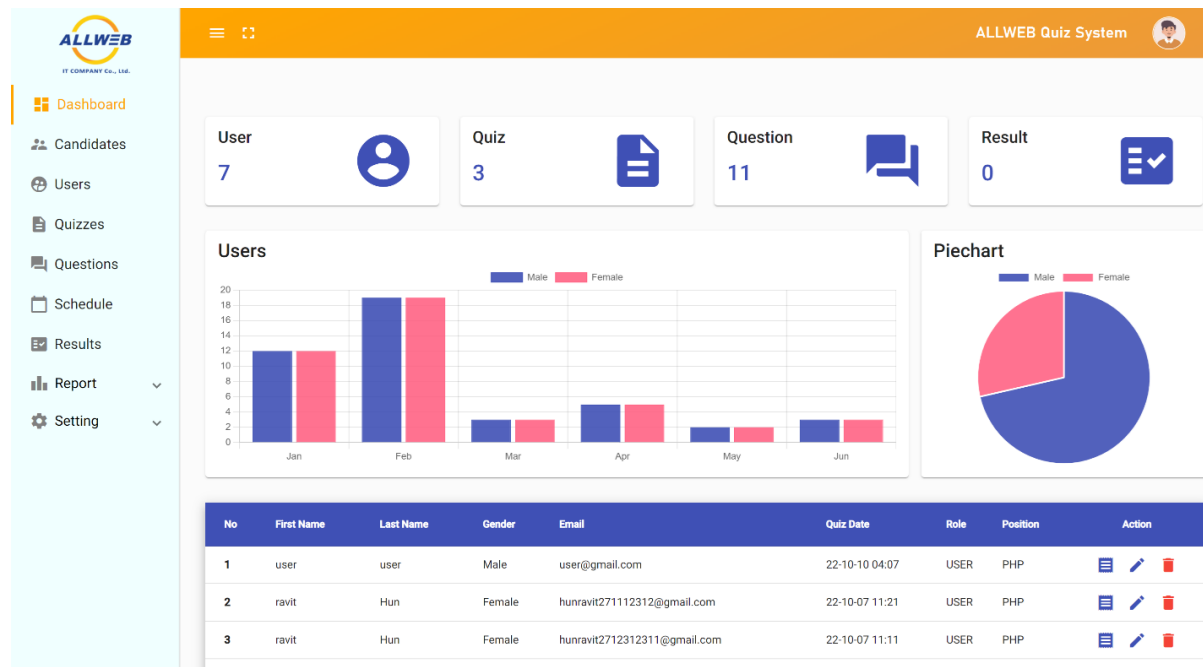 ALLWEB
IT COMPANY Co., Ltd.
ALLWEB Quiz System
Dashboard
Candidates
Users
Quizzes
Questions
Schedule
Results
Report
Setting
User
7
Quiz
3
Question
11
Result
0
Users
Male Female
20
18
16
14
12
10
8
6
4
2
0
Jan Feb Mar Apr May Jun
Piechart
Male Female
No First Name Last Name Gender Email Quiz Date Role Position Action
1 user user Male user@gmail.com 22-10-10 04:07 USER PHP
2 ravit Hun Female hunravit271112312@gmail.com 22-10-07 11:21 USER PHP
3 ravit Hun Female hunravit2712312311@gmail.com 22-10-07 11:11 USER PHP